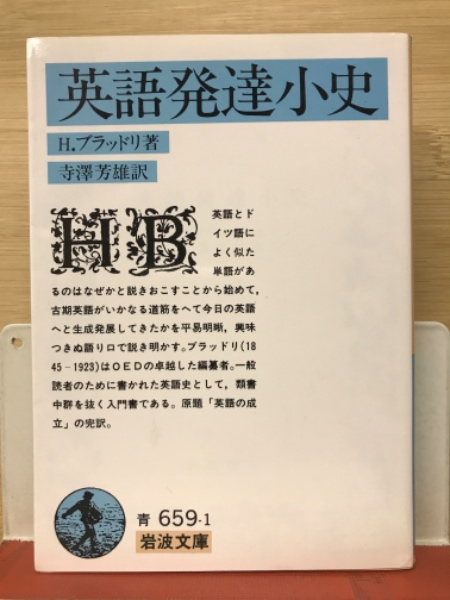 英語発達小史
H.ブラッドリ著
寺澤芳雄訳
HB
英語とド
イツ語に
よく似た
単語があ
るのはなぜかと説きおこすことから始めて,
古期英語がいかなる道筋をへて今日の英語
へと生成発展してきたかを平易明晰,興味
つきぬ語り口で説き明かす。ブラッドリ(18
45-1923)はOEDの卓越した編纂者。一般
読者のために書かれた英語史として,類書
中群を抜く入門書である。原題「英語の成
立」の完訳。
青 659-1
岩波文庫